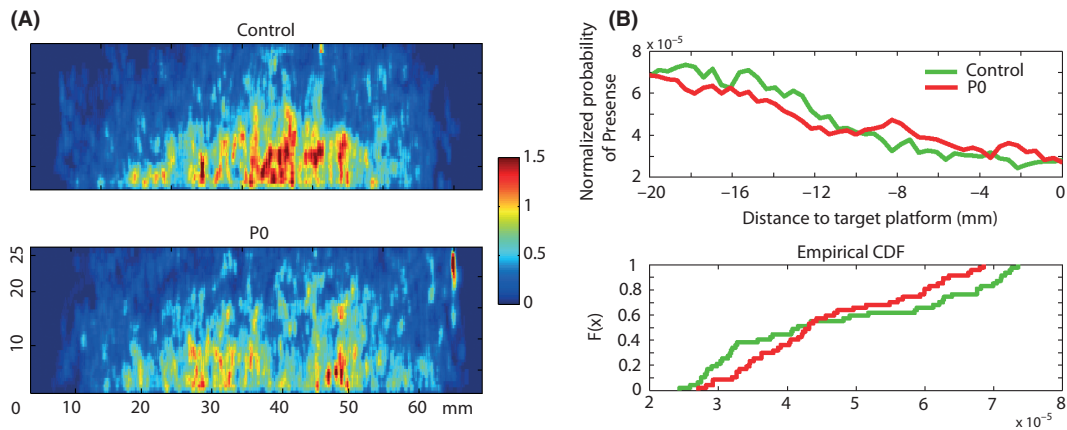 (A)
Control
P0
25
20
10
0
10
20
30
40
50
60
mm
1.5
1
0.5
0
(B)
Normalized probability
of Presense
8
6
4
2
x 10⁻⁵
Control
P0
-20
-16
-12
-8
-4
0
Distance to target platform (mm)
Empirical CDF
F(x)
1
0.8
0.6
0.4
0.2
0
2
3
4
5
6
7
8
x 10⁻⁵